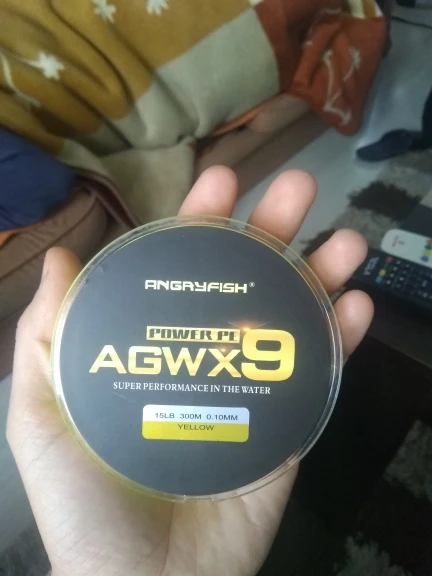 ANGRYFISH®
POWER PE
AGWX9
SUPER PERFORMANCE IN THE WATER
15LB 300M 0.10MM
YELLOW